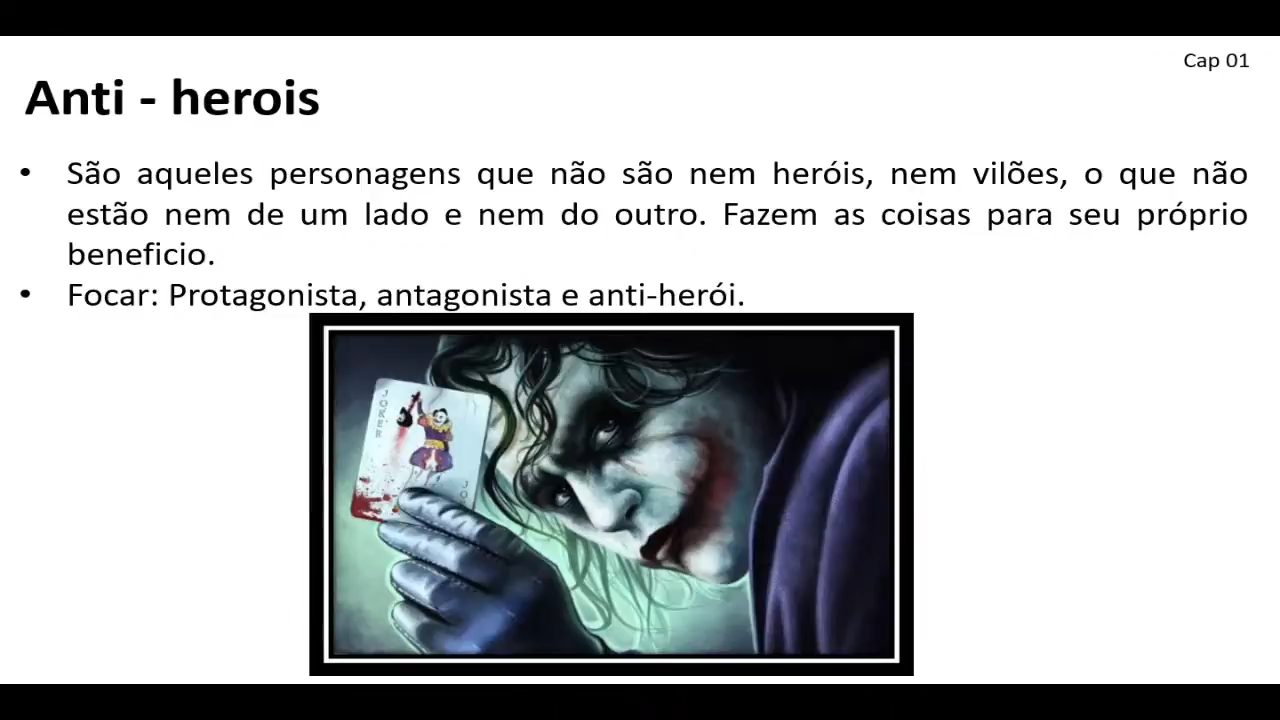 Cap 01
Anti - herois
• São aqueles personagens que não são nem heróis, nem vilões, o que não
estão nem de um lado e nem do outro. Fazem as coisas para seu próprio
beneficio.
• Focar: Protagonista, antagonista e anti-herói.
JOKER
JO